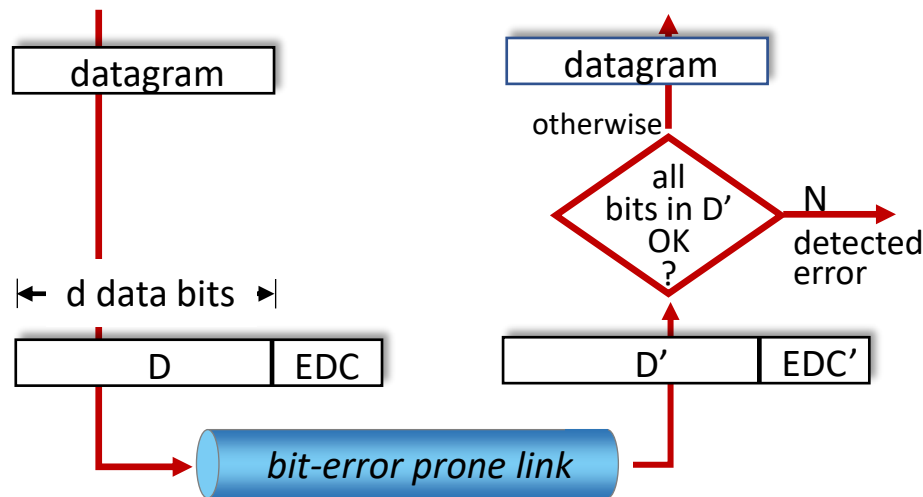 datagram
d data bits
D
EDC
bit-error prone link
datagram
otherwise
all
bits in D’
OK
?
N
detected
error
D’
EDC’